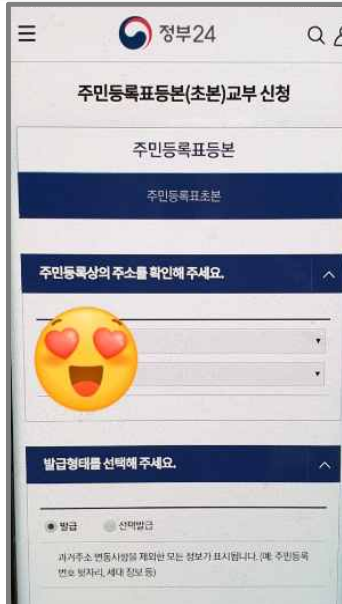 정부24
주민등록표등본(초본)교부 신청
주민등록표등본
주민등록표초본
주민등록상의 주소를 확인해 주세요.
발급형태를 선택해 주세요.
발급 선택발급
과거주소 변동사항을 제외한 모든 정보가 표시됩니다. (예: 주민등록
번호 뒷자리, 세대 정보 등)